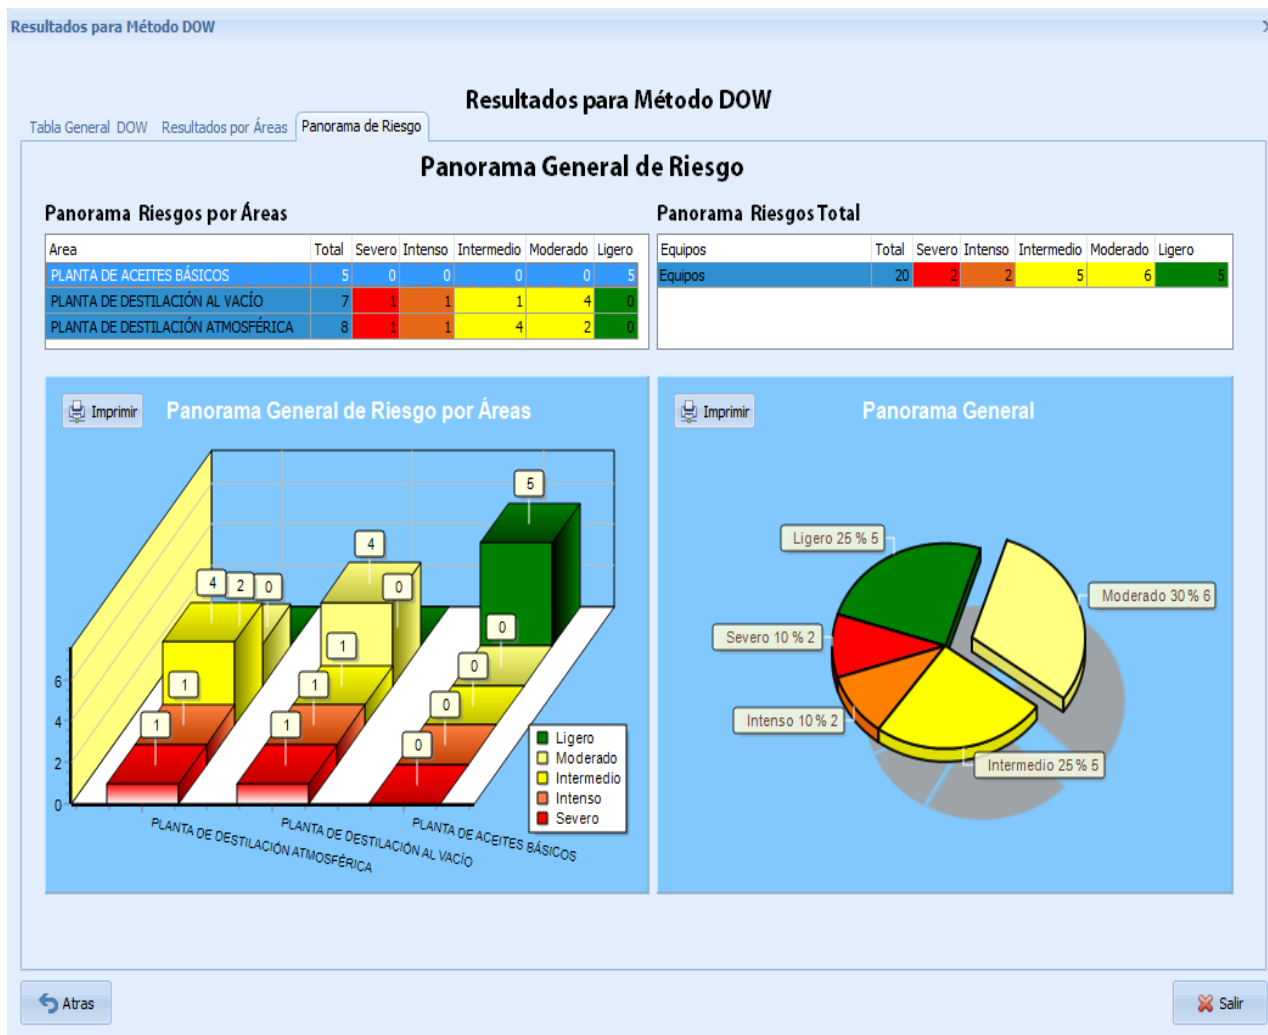 Resultados para Método DOW
Resultados para Método DOW
Tabla General DOW Resultados por Áreas Panorama de Riesgo
Panorama General de Riesgo
Panorama Riesgos por Áreas
Area Total Severo Intenso Intermedio Moderado Ligero
PLANTA DE ACEITES BÁSICOS 5 0 0 0 0 5
PLANTA DE DESTILACIÓN AL VACÍO 7 1 1 1 4 0
PLANTA DE DESTILACIÓN ATMOSFÉRICA 8 1 1 4 2 0
Panorama Riesgos Total
Equipos Total Severo Intenso Intermedio Moderado Ligero
Equipos 20 2 2 5 6 5
Imprimir
Panorama General de Riesgo por Áreas
5
4
4 2 0 0
1 0
1 1 0
1 1 0
0
6
4
2
0
Ligero
Moderado
Intermedio
Intenso
Severo
PLANTA DE DESTILACIÓN ATMOSFÉRICA
PLANTA DE DESTILACIÓN AL VACÍO
PLANTA DE ACEITES BÁSICOS
Imprimir
Panorama General
Ligero 25 % 5
Moderado 30 % 6
Severo 10 % 2
Intenso 10 % 2
Intermedio 25 % 5
Atras
Salir